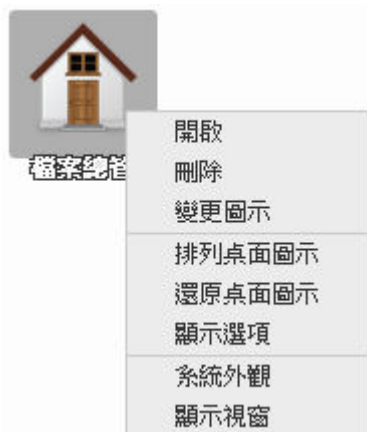 檔案總管
開啟
刪除
變更圖示
排列桌面圖示
還原桌面圖示
顯示選項
系統外觀
顯示視窗